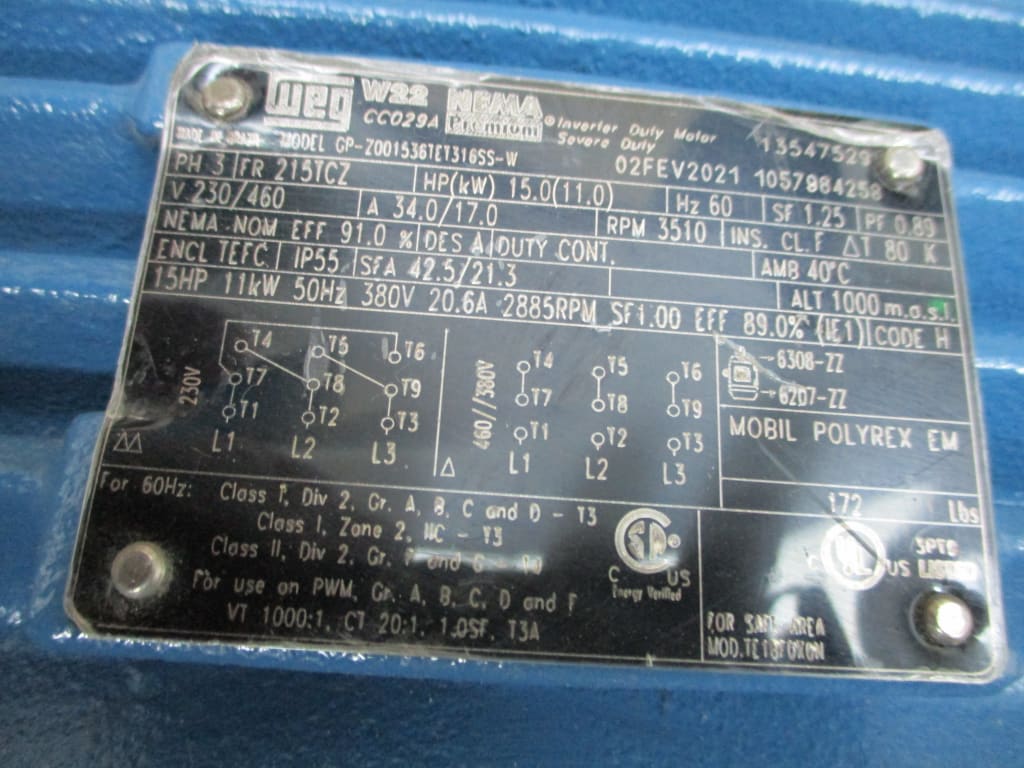 WEG W22 NEMA Premium ® Inverter Duty Motor
CC029A Severe Duty 13547529
MADE IN BRAZIL MODEL GP-Z001536TET316SS-W 02FEV2021 1057984258
PH 3 FR 215TCZ HP(kW) 15.0(11.0) Hz 60 SF 1.25 PF 0.89
V 230/460 A 34.0/17.0 RPM 3510 INS. CL.F ΔT 80 K
NEMA NOM EFF 91.0 % DES A DUTY CONT. AMB 40°C
ENCL TEFC IP55 SFA 42.5/21.3 ALT 1000 m.a.s.l
15HP 11kW 50Hz 380V 20.6A 2885RPM SF1.00 EFF 89.0% (IE1) CODE H
230V
T4 T5 T6
T7 T8 T9
T1 T2 T3
L1 L2 L3
ΔΔ
460//380V
T4 T5 T6
T7 T8 T9
T1 T2 T3
L1 L2 L3
Δ
6308-ZZ
6207-ZZ
MOBIL POLYREX EM
172 Lbs
For 60Hz: Class I, Div 2, Gr. A, B, C and D - T3
Class I, Zone 2, IIC - T3
Class II, Div 2, Gr. F and G -
For use on PWM, Gr. A, B, C, D and F
VT 1000:1, CT 20:1, 1.0SF, T3A
SA ®
C US
Energy Verified
C UL US LISTED
FOR SAFE AREA